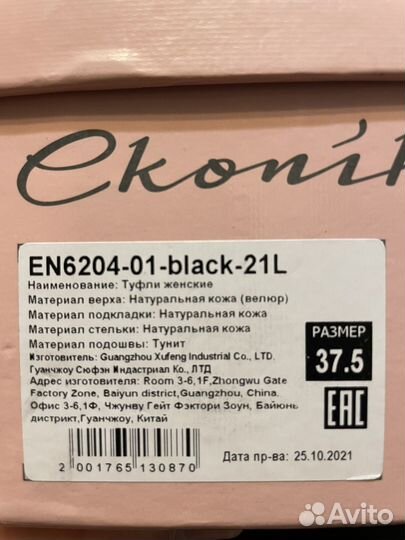 Ekonik
EN6204-01-black-21L
Наименование: Туфли женские
Материал верха: Натуральная кожа (велюр)
Материал подкладки: Натуральная кожа
Материал стельки: Натуральная кожа
Материал подошвы: Тунит
Изготовитель: Guangzhou Xufeng Industrial Co., LTD.
Гуанчжоу Сюфэн Индастриал Ко., ЛТД
Адрес изготовителя: Room 3-6,1F,Zhongwu Gate
Factory Zone, Baiyun district,Guangzhou, China.
Офис 3-6,1Ф, Чжунву Гейт Фэктори Зоун, Байюнь
дистрикт,Гуанчжоу, Китай
РАЗМЕР
37.5
EAC
2 001765 130870
Дата пр-ва: 25.10.2021
Avito